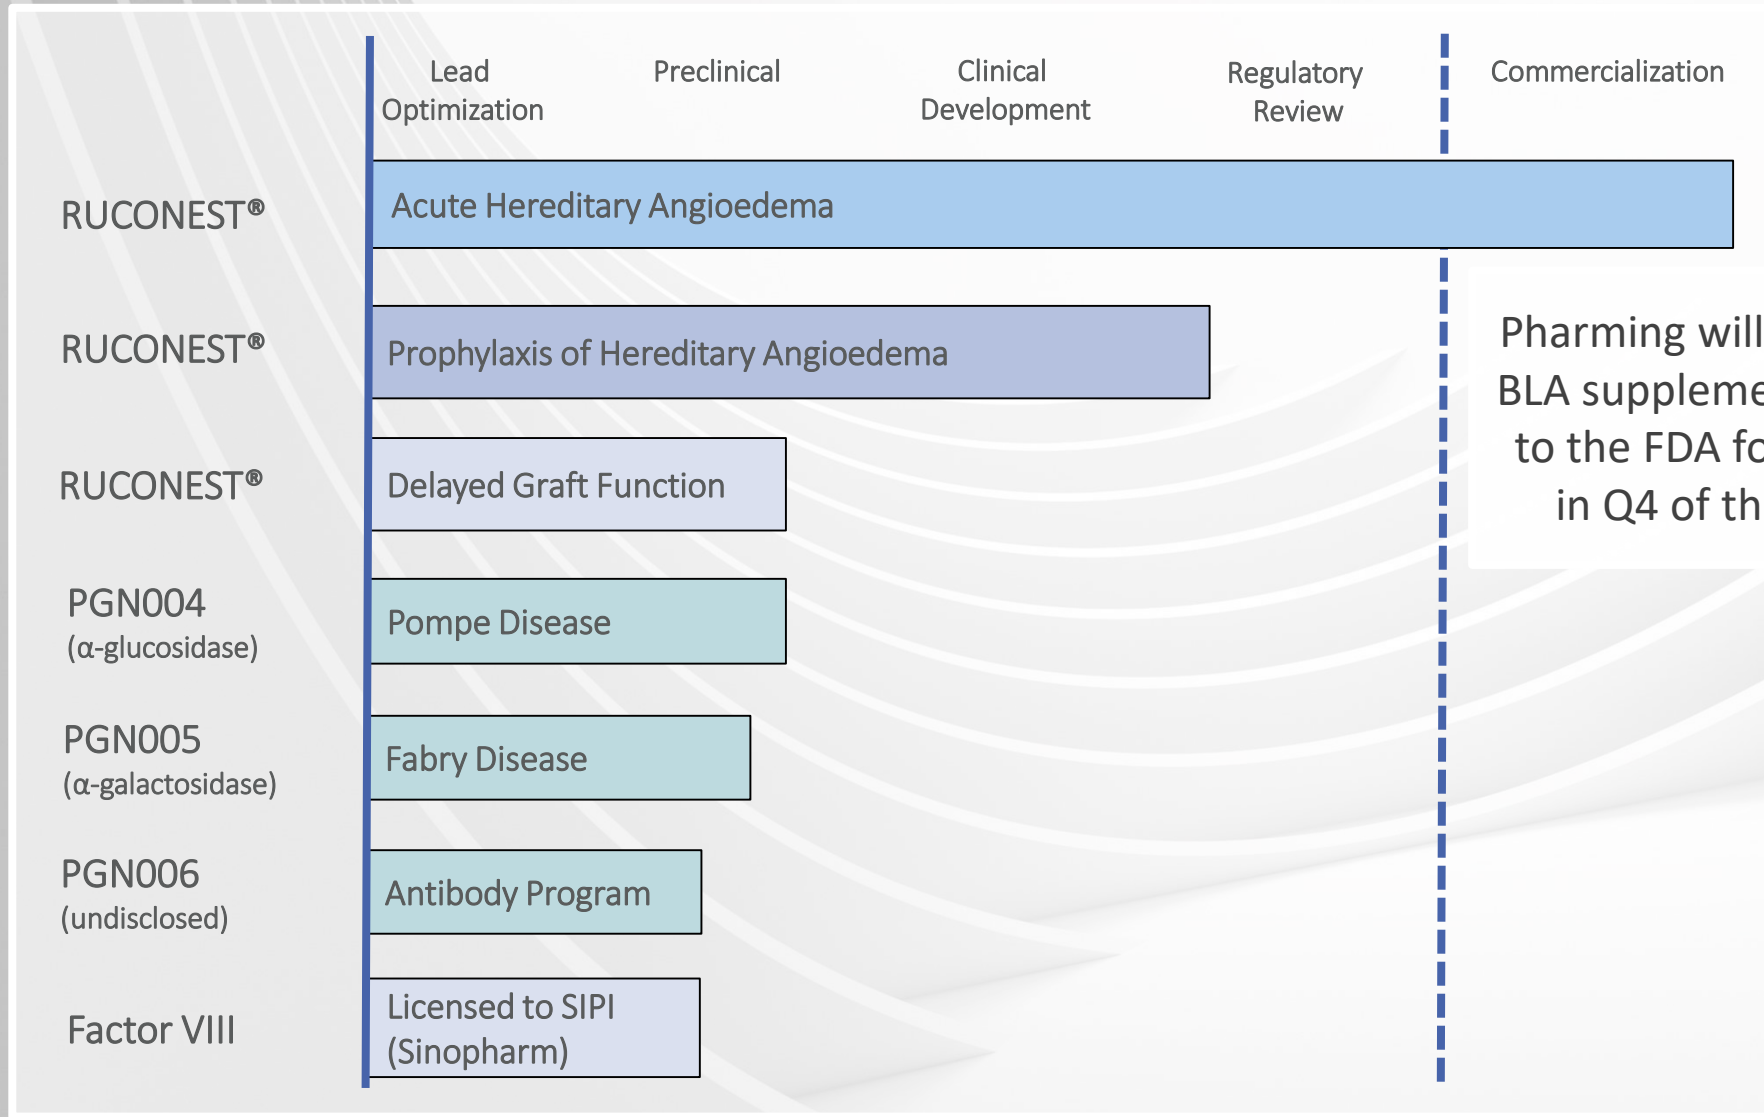 Lead
Optimization
Preclinical
Clinical
Development
Regulatory
Review
Commercialization
RUCONEST®
Acute Hereditary Angioedema
RUCONEST®
Prophylaxis of Hereditary Angioedema
Pharming will
BLA suppleme
to the FDA fo
in Q4 of th
RUCONEST®
Delayed Graft Function
PGN004
(α-glucosidase)
Pompe Disease
PGN005
(α-galactosidase)
Fabry Disease
PGN006
(undisclosed)
Antibody Program
Factor VIII
Licensed to SIPI
(Sinopharm)